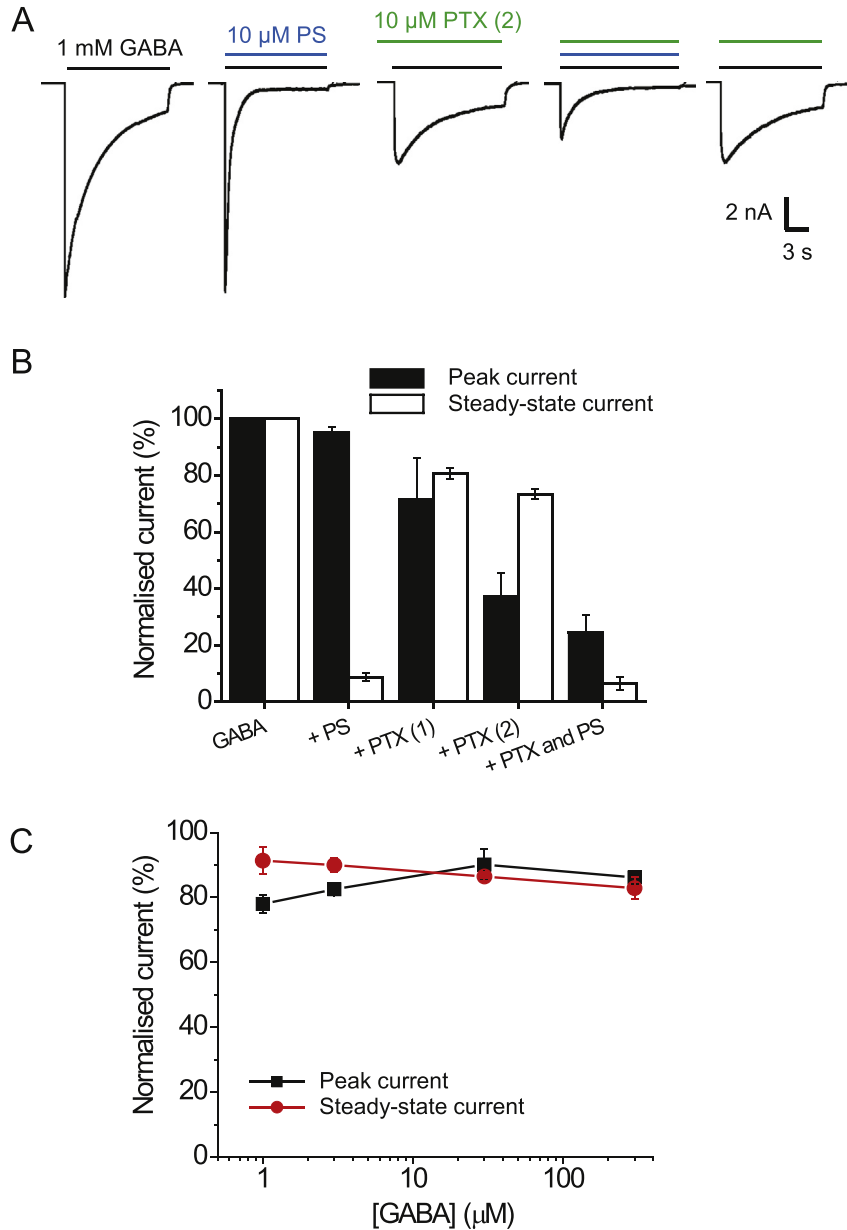 A
1 mM GABA
10 µM PS
10 µM PTX (2)
2 nA
3 s
B
Peak current
Steady-state current
Normalised current (%)
100
80
60
40
20
0
GABA
+ PS
+ PTX (1)
+ PTX (2)
+ PTX and PS
C
Normalised current (%)
100
80
60
40
20
0
Peak current
Steady-state current
1
10
100
[GABA] (µM)